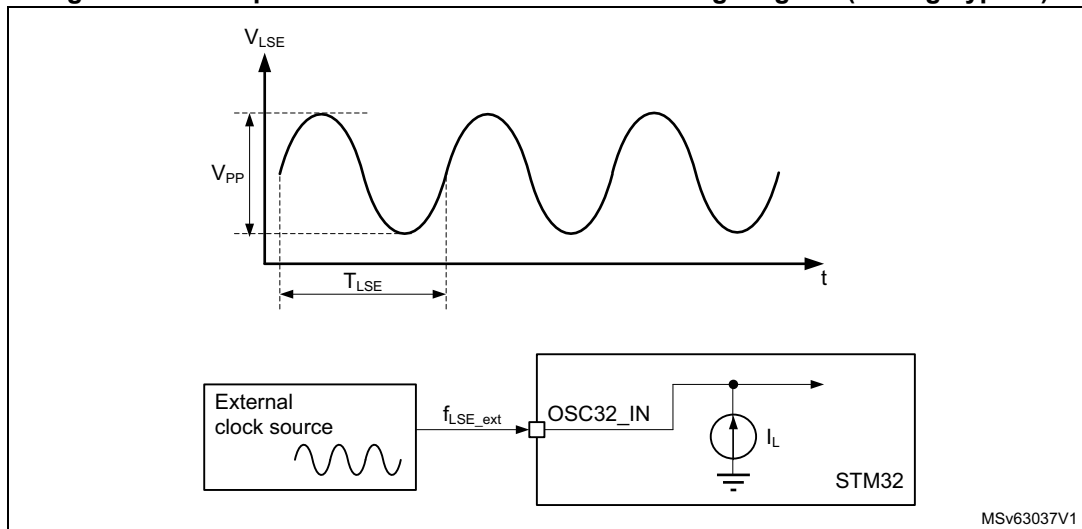 V_LSE
V_PP
T_LSE
t
External
clock source
f_LSE_ext
OSC32_IN
I_L
STM32
MSv63037V1